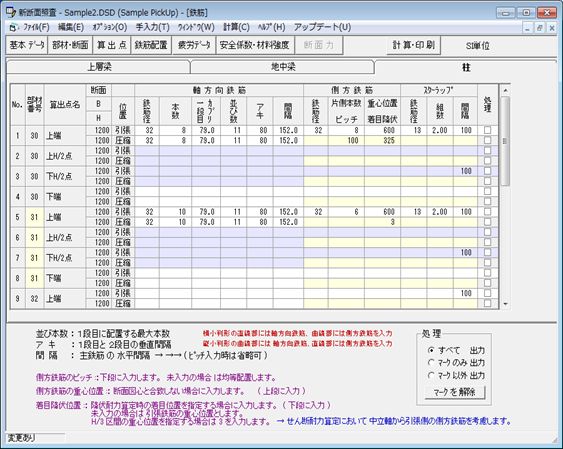 新断面照査 - Sample2.DSD (Sample PickUp) - [鉄筋]
ファイル(F) 編集(E) オプション(O) 手入力(T) ウィンドウ(W) 計算(C) ヘルプ(H) アップデート(U)
基本データ 部材・断面 算出点 鉄筋配置 疲労データ 安全係数・材料強度 断面力 計算・印刷 SI単位
上層梁 地中梁 柱
No. 部材番号 算出点名 断面 B H 位置 軸方向鉄筋 側方鉄筋 スターラップ 処理
鉄筋径 本数 一段目カブリ 並び数 アキ 間隔 鉄筋径 片側本数 ピッチ 重心位置 着目降伏 鉄筋径 組数 間隔
1 30 上端 1200 引張 32 8 79.0 11 80 152.0 32 8 600 13 2.00 100
1200 圧縮 32 8 79.0 11 80 152.0 100 325
2 30 上H/2点 1200 引張
1200 圧縮
3 30 下H/2点 1200 引張 100
1200 圧縮
4 30 下端 1200 引張
1200 圧縮
5 31 上端 1200 引張 32 10 79.0 11 80 152.0 32 6 600 13 2.00 100
1200 圧縮 32 10 79.0 11 80 152.0 3
6 31 上H/2点 1200 引張
1200 圧縮
7 31 下H/2点 1200 引張 100
1200 圧縮
8 31 下端 1200 引張
1200 圧縮
9 32 上端 1200 引張 100
1200 圧縮
並び本数：1段目に配置する最大本数
アキ：1段目と2段目の垂直間隔
間隔：主鉄筋の水平間隔 →→→(ピッチ入力時は省略可)
横小判形の直線部には軸方向鉄筋、曲線部には側方鉄筋を入力
縦小判形の曲線部には軸方向鉄筋、直線部には側方鉄筋を入力
側方鉄筋のピッチ：下段に入力します。未入力の場合は均等配置します。
側方鉄筋の重心位置：断面図心と合致しない場合に入力します。 (上段に入力)
着目降伏位置：降伏耐力算定時の着目位置を指定する場合に入力します。(下段に入力)
未入力の場合は引張鉄筋の重心位置とします。
H/3区間の重心位置を指定する場合は3を入力します。 → せん断耐力算定において中立軸から引張側の側方鉄筋を考慮します。
処理
すべて 出力
マークのみ 出力
マーク以外 出力
マークを解除
変更あり